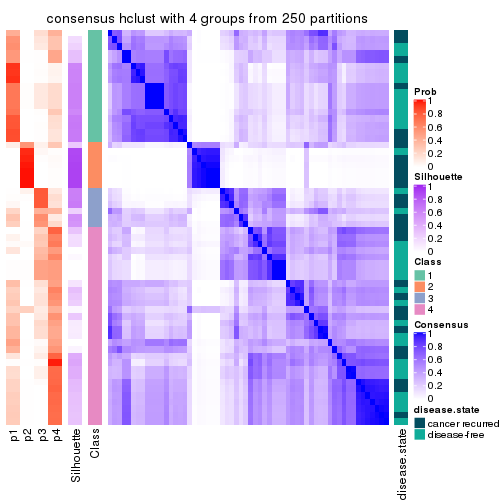 consensus hclust with 4 groups from 250 partitions
Prob
1
0.8
0.6
0.4
0.2
0
Silhouette
1
0.8
0.6
0.4
0.2
0
Class
1
2
3
4
Consensus
1
0.8
0.6
0.4
0.2
0
disease.state
cancer recurred
disease-free
p1
p2
p3
p4
Silhouette
Class
disease.state